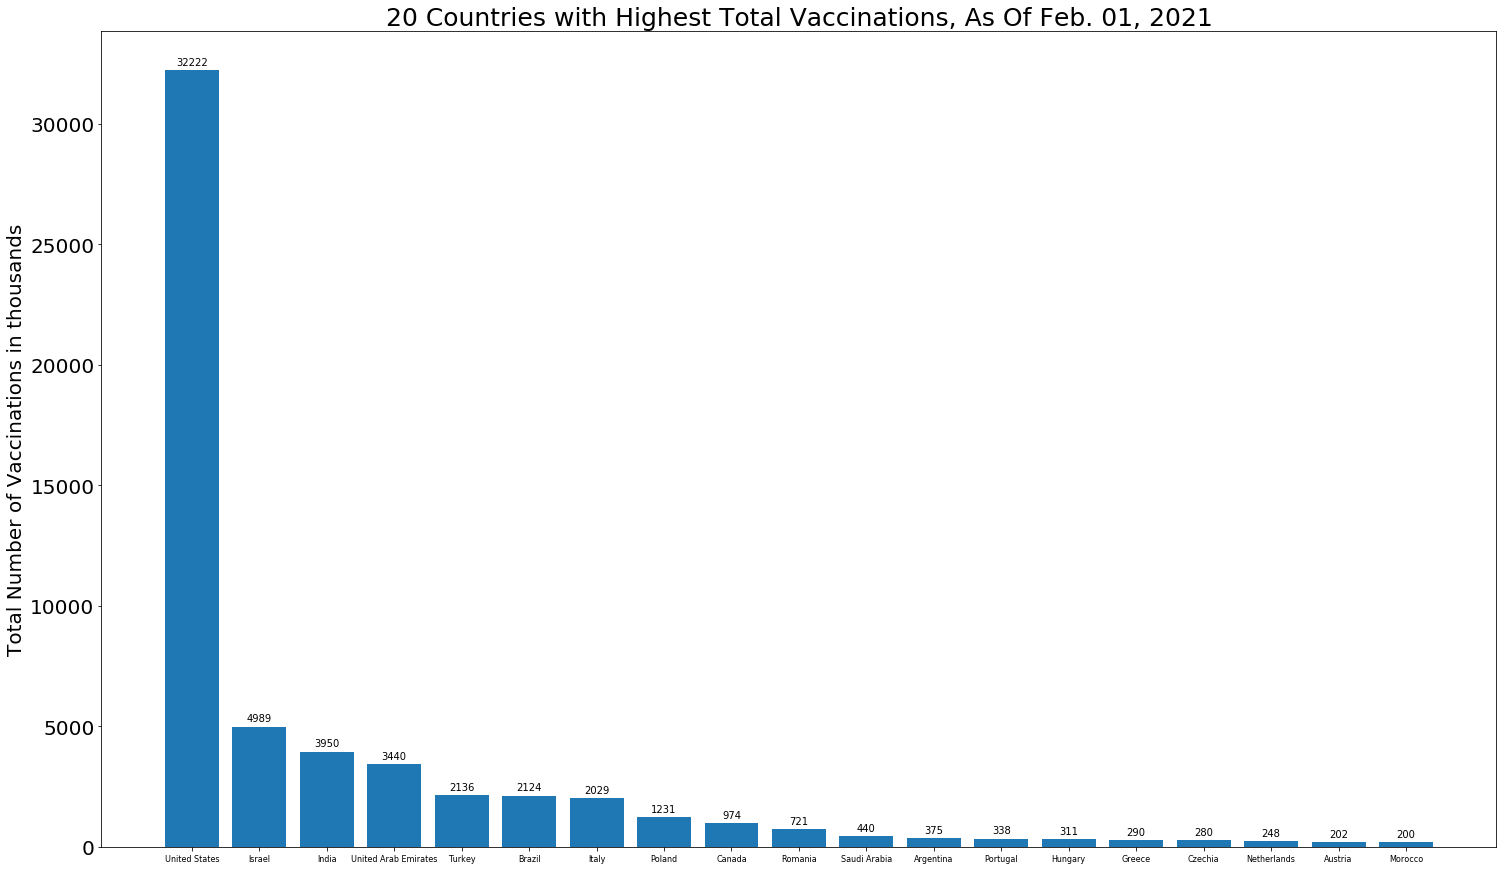 20 Countries with Highest Total Vaccinations, As Of Feb. 01, 2021
Total Number of Vaccinations in thousands
30000
25000
20000
15000
10000
5000
0
32222
4989
3950
3440
2136
2124
2029
1231
974
721
440
375
338
311
290
280
248
202
200
United States
Israel
India
United Arab Emirates
Turkey
Brazil
Italy
Poland
Canada
Romania
Saudi Arabia
Argentina
Portugal
Hungary
Greece
Czechia
Netherlands
Austria
Morocco